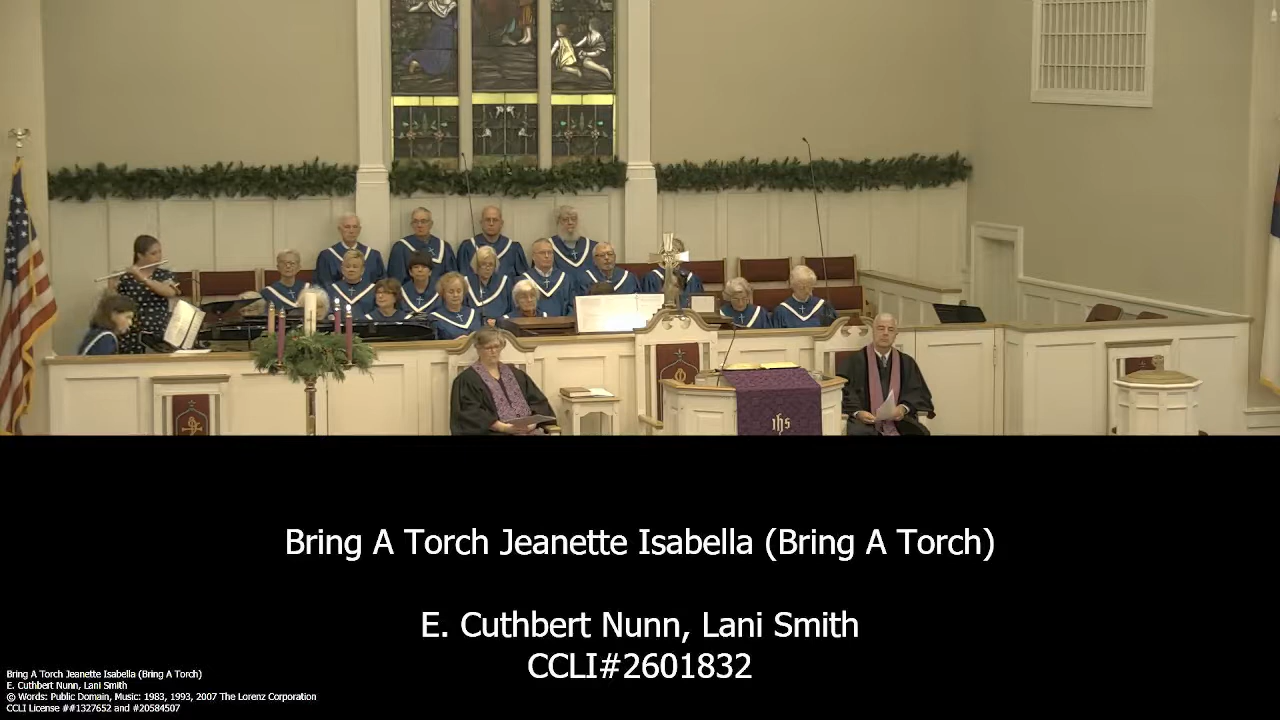 ihs
Bring A Torch Jeanette Isabella (Bring A Torch)
E. Cuthbert Nunn, Lani Smith
CCLI#2601832
Bring A Torch Jeanette Isabella (Bring A Torch)
E. Cuthbert Nunn, Lani Smith
© Words: Public Domain, Music: 1983, 1993, 2007 The Lorenz Corporation
CCLI License ##1327652 and #20584507